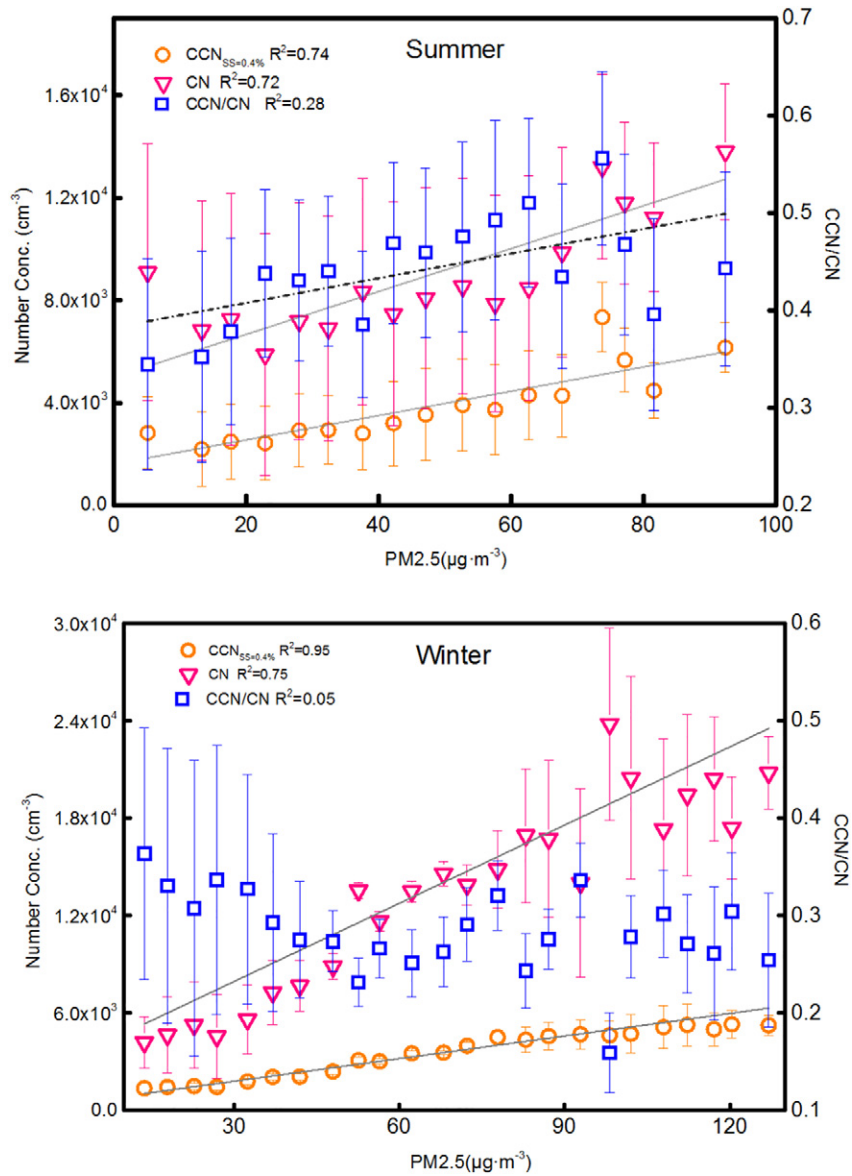 Summer
CCN_SS=0.4% R²=0.74
CN R²=0.72
CCN/CN R²=0.28
Number Conc. (cm⁻³)
1.6x10⁴
1.2x10⁴
8.0x10³
4.0x10³
0.0
0.7
0.6
0.5
0.4
0.3
0.2
CCN/CN
0 20 40 60 80 100
PM2.5(μg·m⁻³)
Winter
CCN_SS=0.4% R²=0.95
CN R²=0.75
CCN/CN R²=0.05
Number Conc. (cm⁻³)
3.0x10⁴
2.4x10⁴
1.8x10⁴
1.2x10⁴
6.0x10³
0.0
0.6
0.5
0.4
0.3
0.2
0.1
CCN/CN
30 60 90 120
PM2.5(μg·m⁻³)